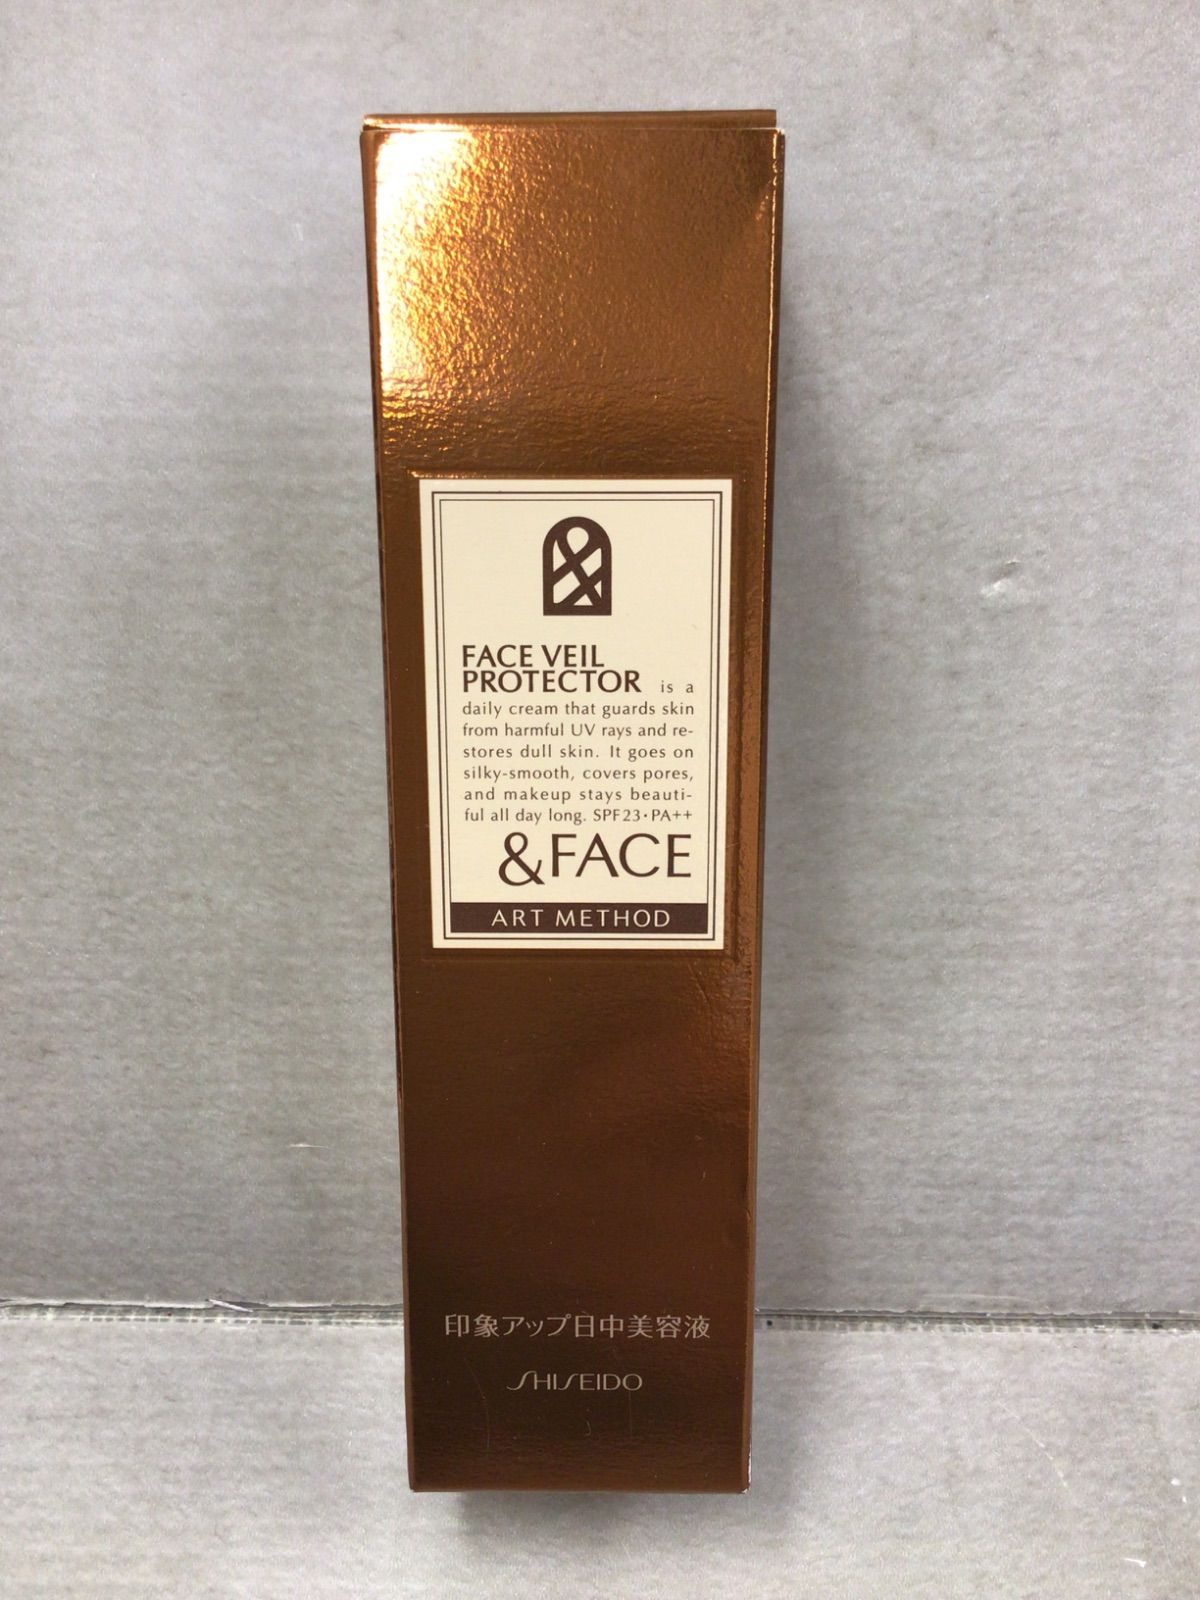 FACE VEIL
PROTECTOR is a
daily cream that guards skin
from harmful UV rays and re-
stores dull skin. It goes on
silky-smooth, covers pores,
and makeup stays beauti-
ful all day long. SPF23·PA++
&FACE
ART METHOD
印象アップ日中美容液
SHISEIDO